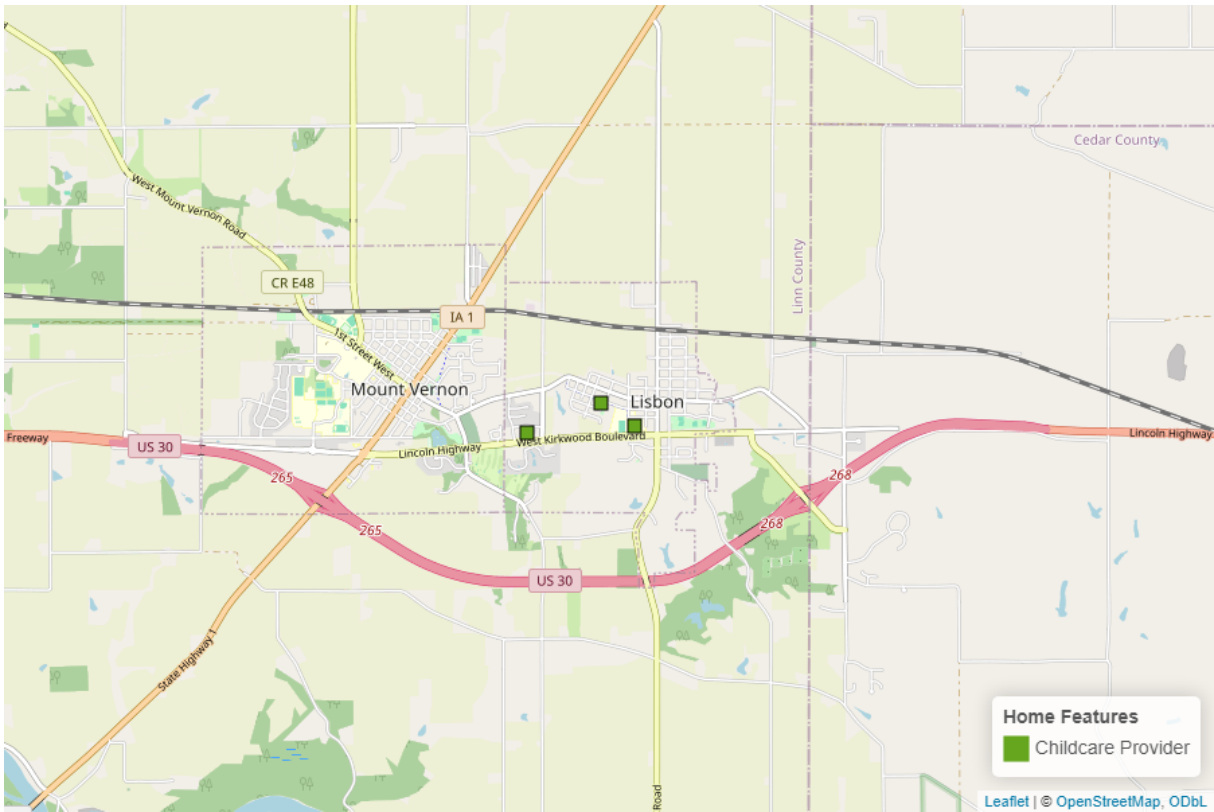 Cedar County
West Mount Vernon Road
Linn County
CR E48
IA 1
1st Street West
Mount Vernon
Lisbon
Freeway
US 30
Lincoln Highway
West Kirkwood Boulevard
Lincoln Highway
265
268
265
268
US 30
State Highway 1
Road
Home Features
Childcare Provider
Leaflet | © OpenStreetMap, ODbL